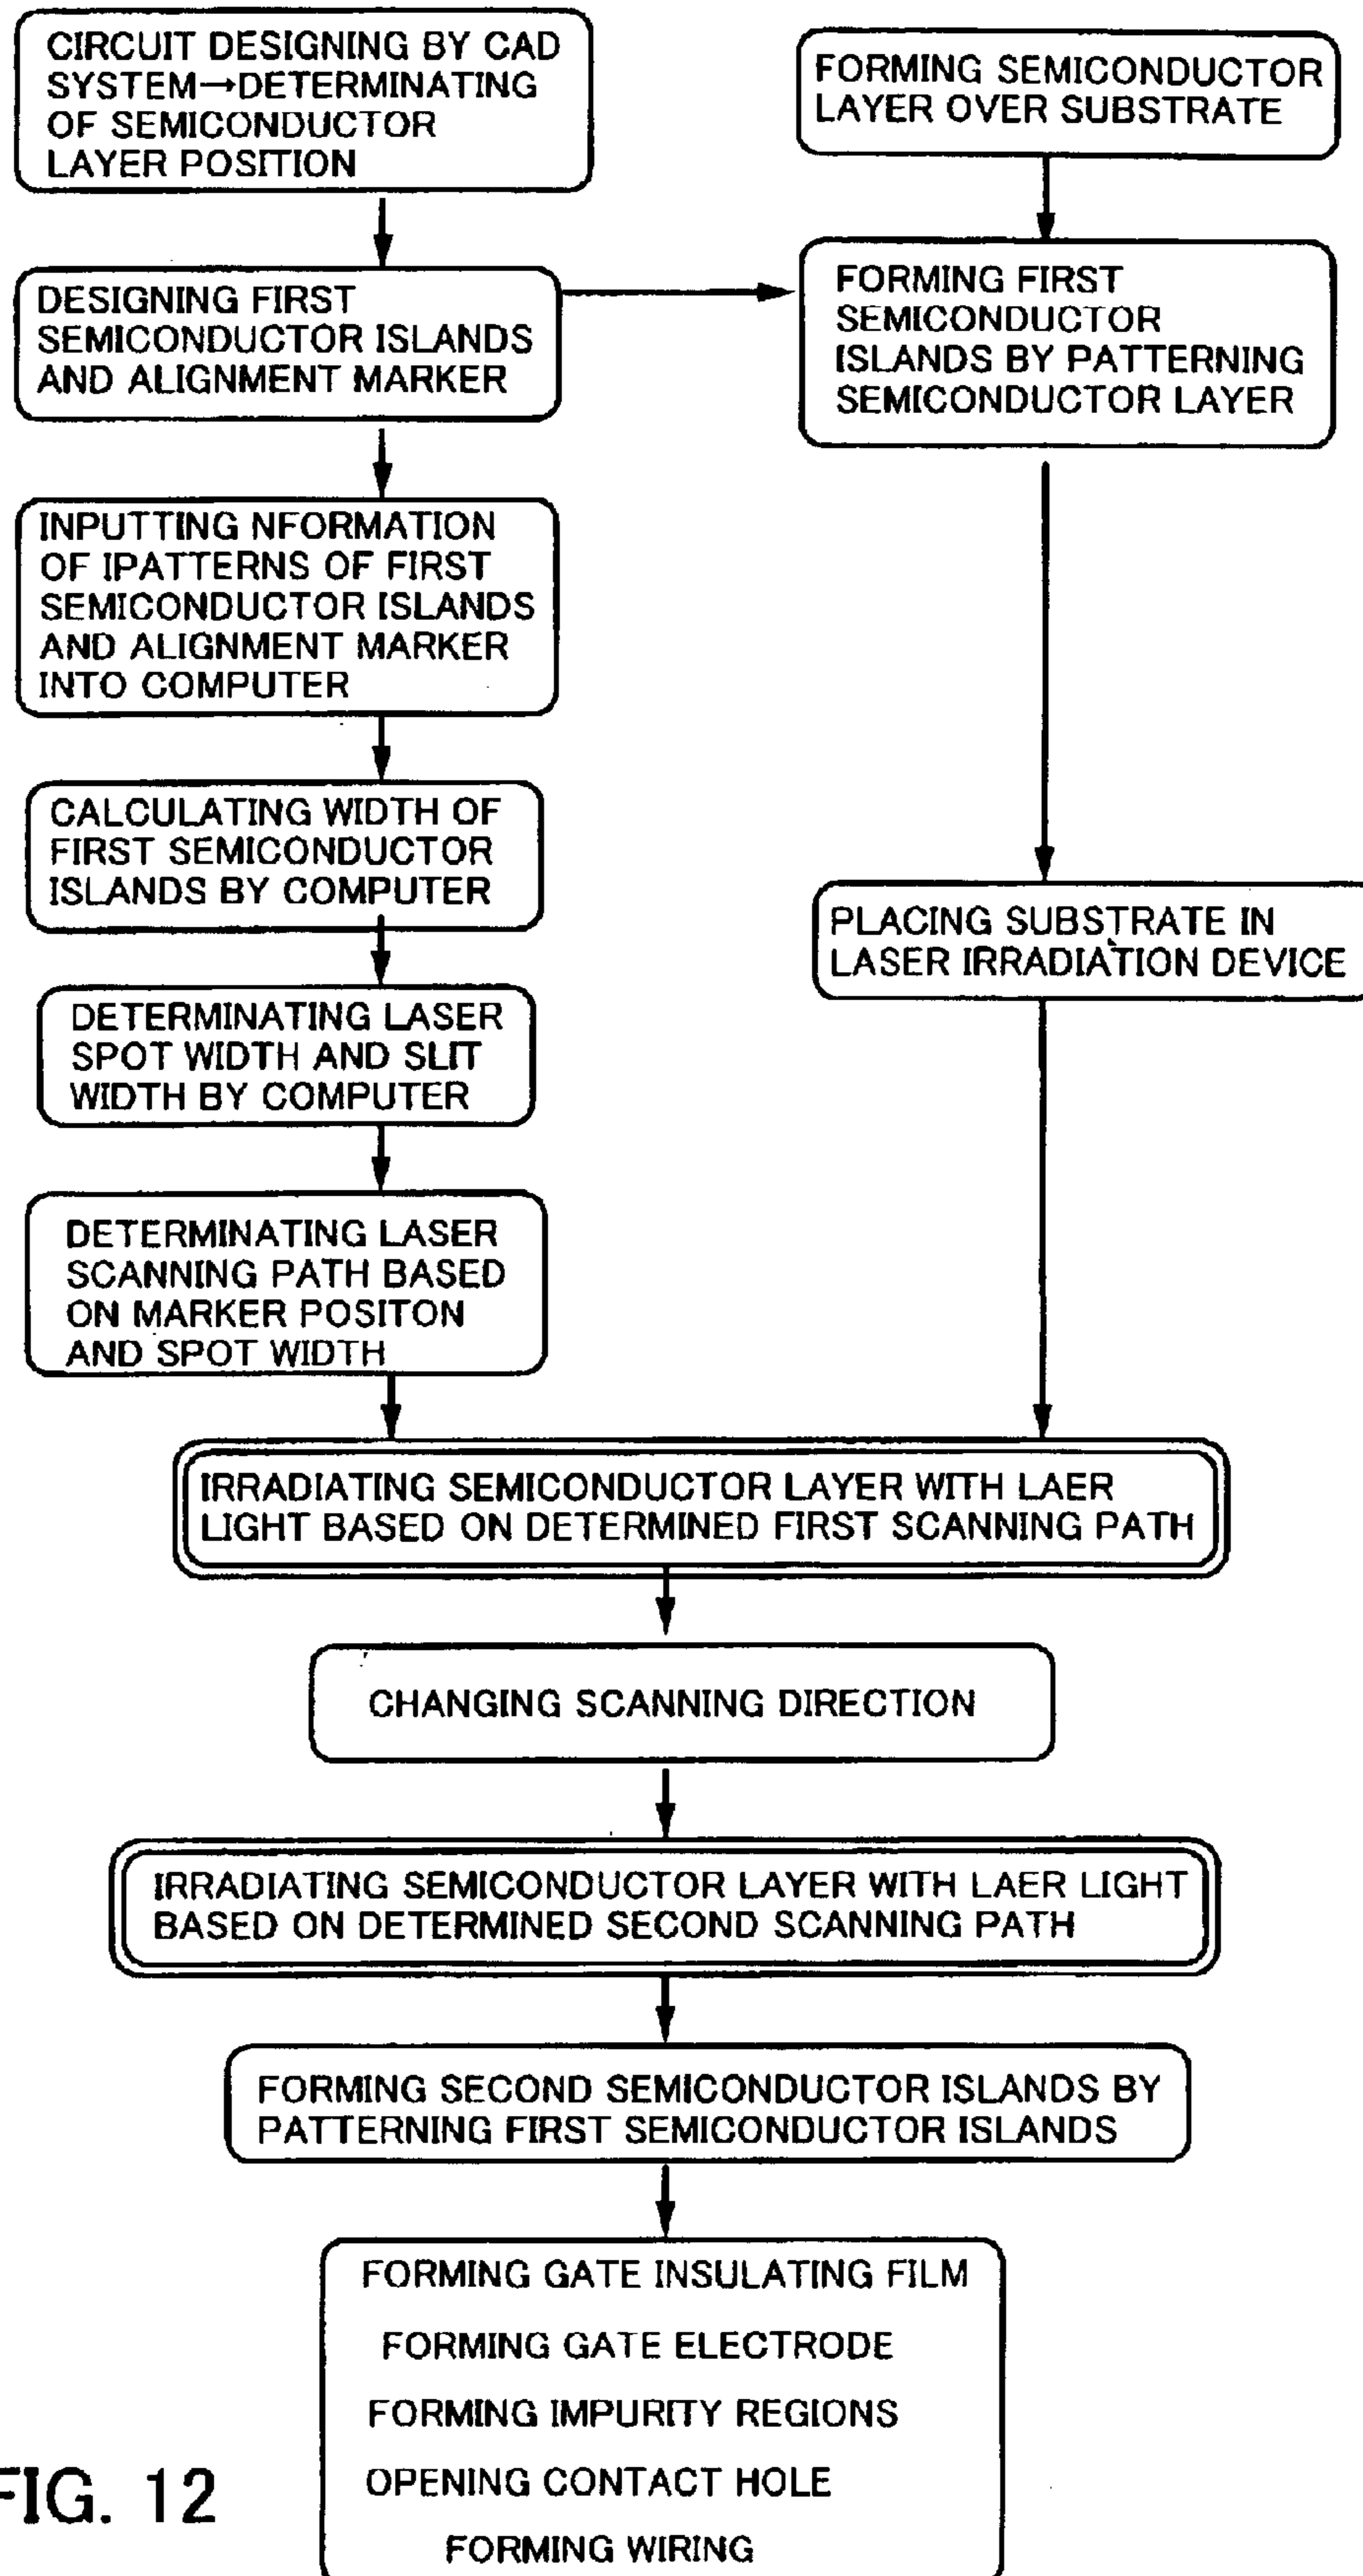 CIRCUIT DESIGNING BY CAD
SYSTEM→DETERMINATING
OF SEMICONDUCTOR
LAYER POSITION
FORMING SEMICONDUCTOR
LAYER OVER SUBSTRATE
DESIGNING FIRST
SEMICONDUCTOR ISLANDS
AND ALIGNMENT MARKER
FORMING FIRST
SEMICONDUCTOR
ISLANDS BY PATTERNING
SEMICONDUCTOR LAYER
INPUTTING NFORMATION
OF IPATTERNS OF FIRST
SEMICONDUCTOR ISLANDS
AND ALIGNMENT MARKER
INTO COMPUTER
CALCULATING WIDTH OF
FIRST SEMICONDUCTOR
ISLANDS BY COMPUTER
PLACING SUBSTRATE IN
LASER IRRADIATION DEVICE
DETERMINATING LASER
SPOT WIDTH AND SLIT
WIDTH BY COMPUTER
DETERMINATING LASER
SCANNING PATH BASED
ON MARKER POSITON
AND SPOT WIDTH
IRRADIATING SEMICONDUCTOR LAYER WITH LAER
LIGHT BASED ON DETERMINED FIRST SCANNING PATH
CHANGING SCANNING DIRECTION
IRRADIATING SEMICONDUCTOR LAYER WITH LAER LIGHT
BASED ON DETERMINED SECOND SCANNING PATH
FORMING SECOND SEMICONDUCTOR ISLANDS BY
PATTERNING FIRST SEMICONDUCTOR ISLANDS
FORMING GATE INSULATING FILM
FORMING GATE ELECTRODE
FORMING IMPURITY REGIONS
OPENING CONTACT HOLE
FORMING WIRING
FIG. 12